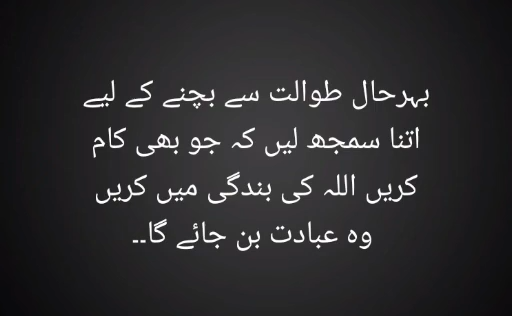 بہرحال طوالت سے بچنے کے لیے
اتنا سمجھ لیں کہ جو بھی کام
کریں اللہ کی بندگی میں کریں
وہ عبادت بن جائے گا۔۔